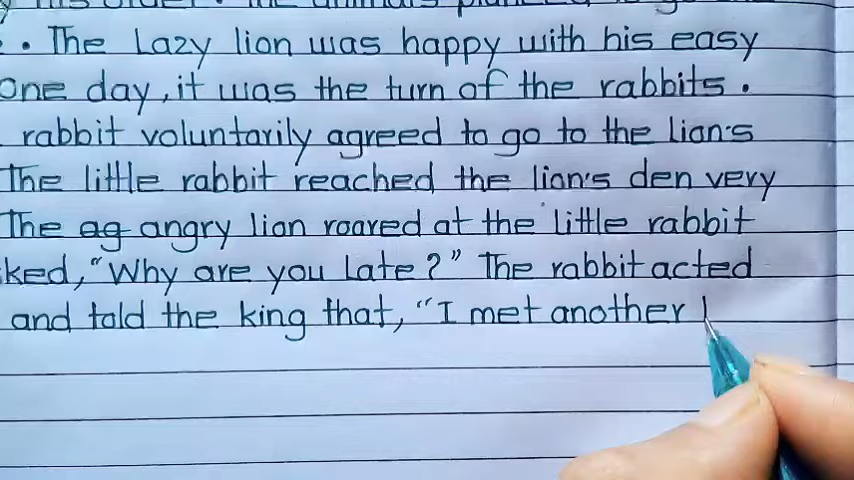 . The Lazy lion was happy with his easy
One day, it was the turn of the rabbits.
rabbit voluntarily agreed to go to the lion's
The little rabbit reached the lion's den very
The ag angry lion roared at the little rabbit
ked, "Why are you Late?" The rabbit acted
and told the king that, "I met another l